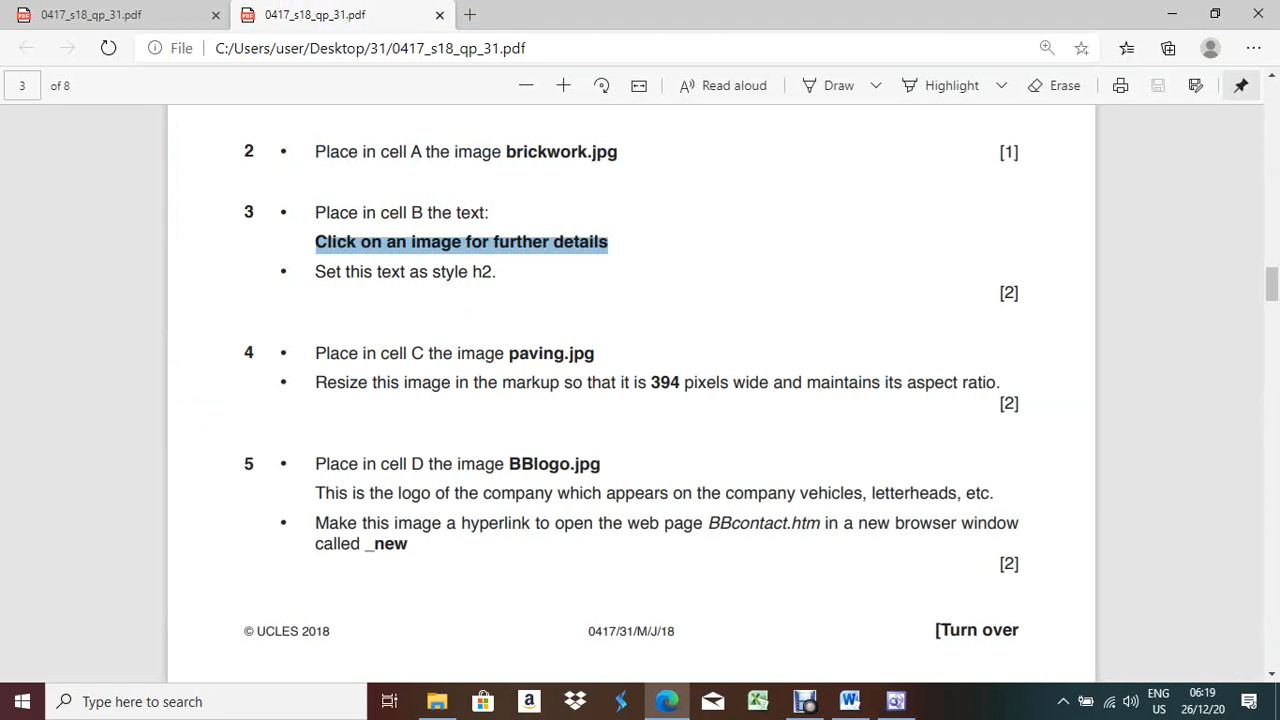 0417_s18_qp_31.pdf
0417_s18_qp_31.pdf
File
C:/Users/user/Desktop/31/0417_s18_qp_31.pdf
3 of 8
Read aloud
Draw
Highlight
Erase
2 • Place in cell A the image brickwork.jpg [1]
3 • Place in cell B the text:
Click on an image for further details
• Set this text as style h2.
[2]
4 • Place in cell C the image paving.jpg
• Resize this image in the markup so that it is 394 pixels wide and maintains its aspect ratio.
[2]
5 • Place in cell D the image BBlogo.jpg
This is the logo of the company which appears on the company vehicles, letterheads, etc.
• Make this image a hyperlink to open the web page BBcontact.htm in a new browser window
called _new
[2]
© UCLES 2018 0417/31/M/J/18 [Turn over
Type here to search
ENG
US
06:19
26/12/20